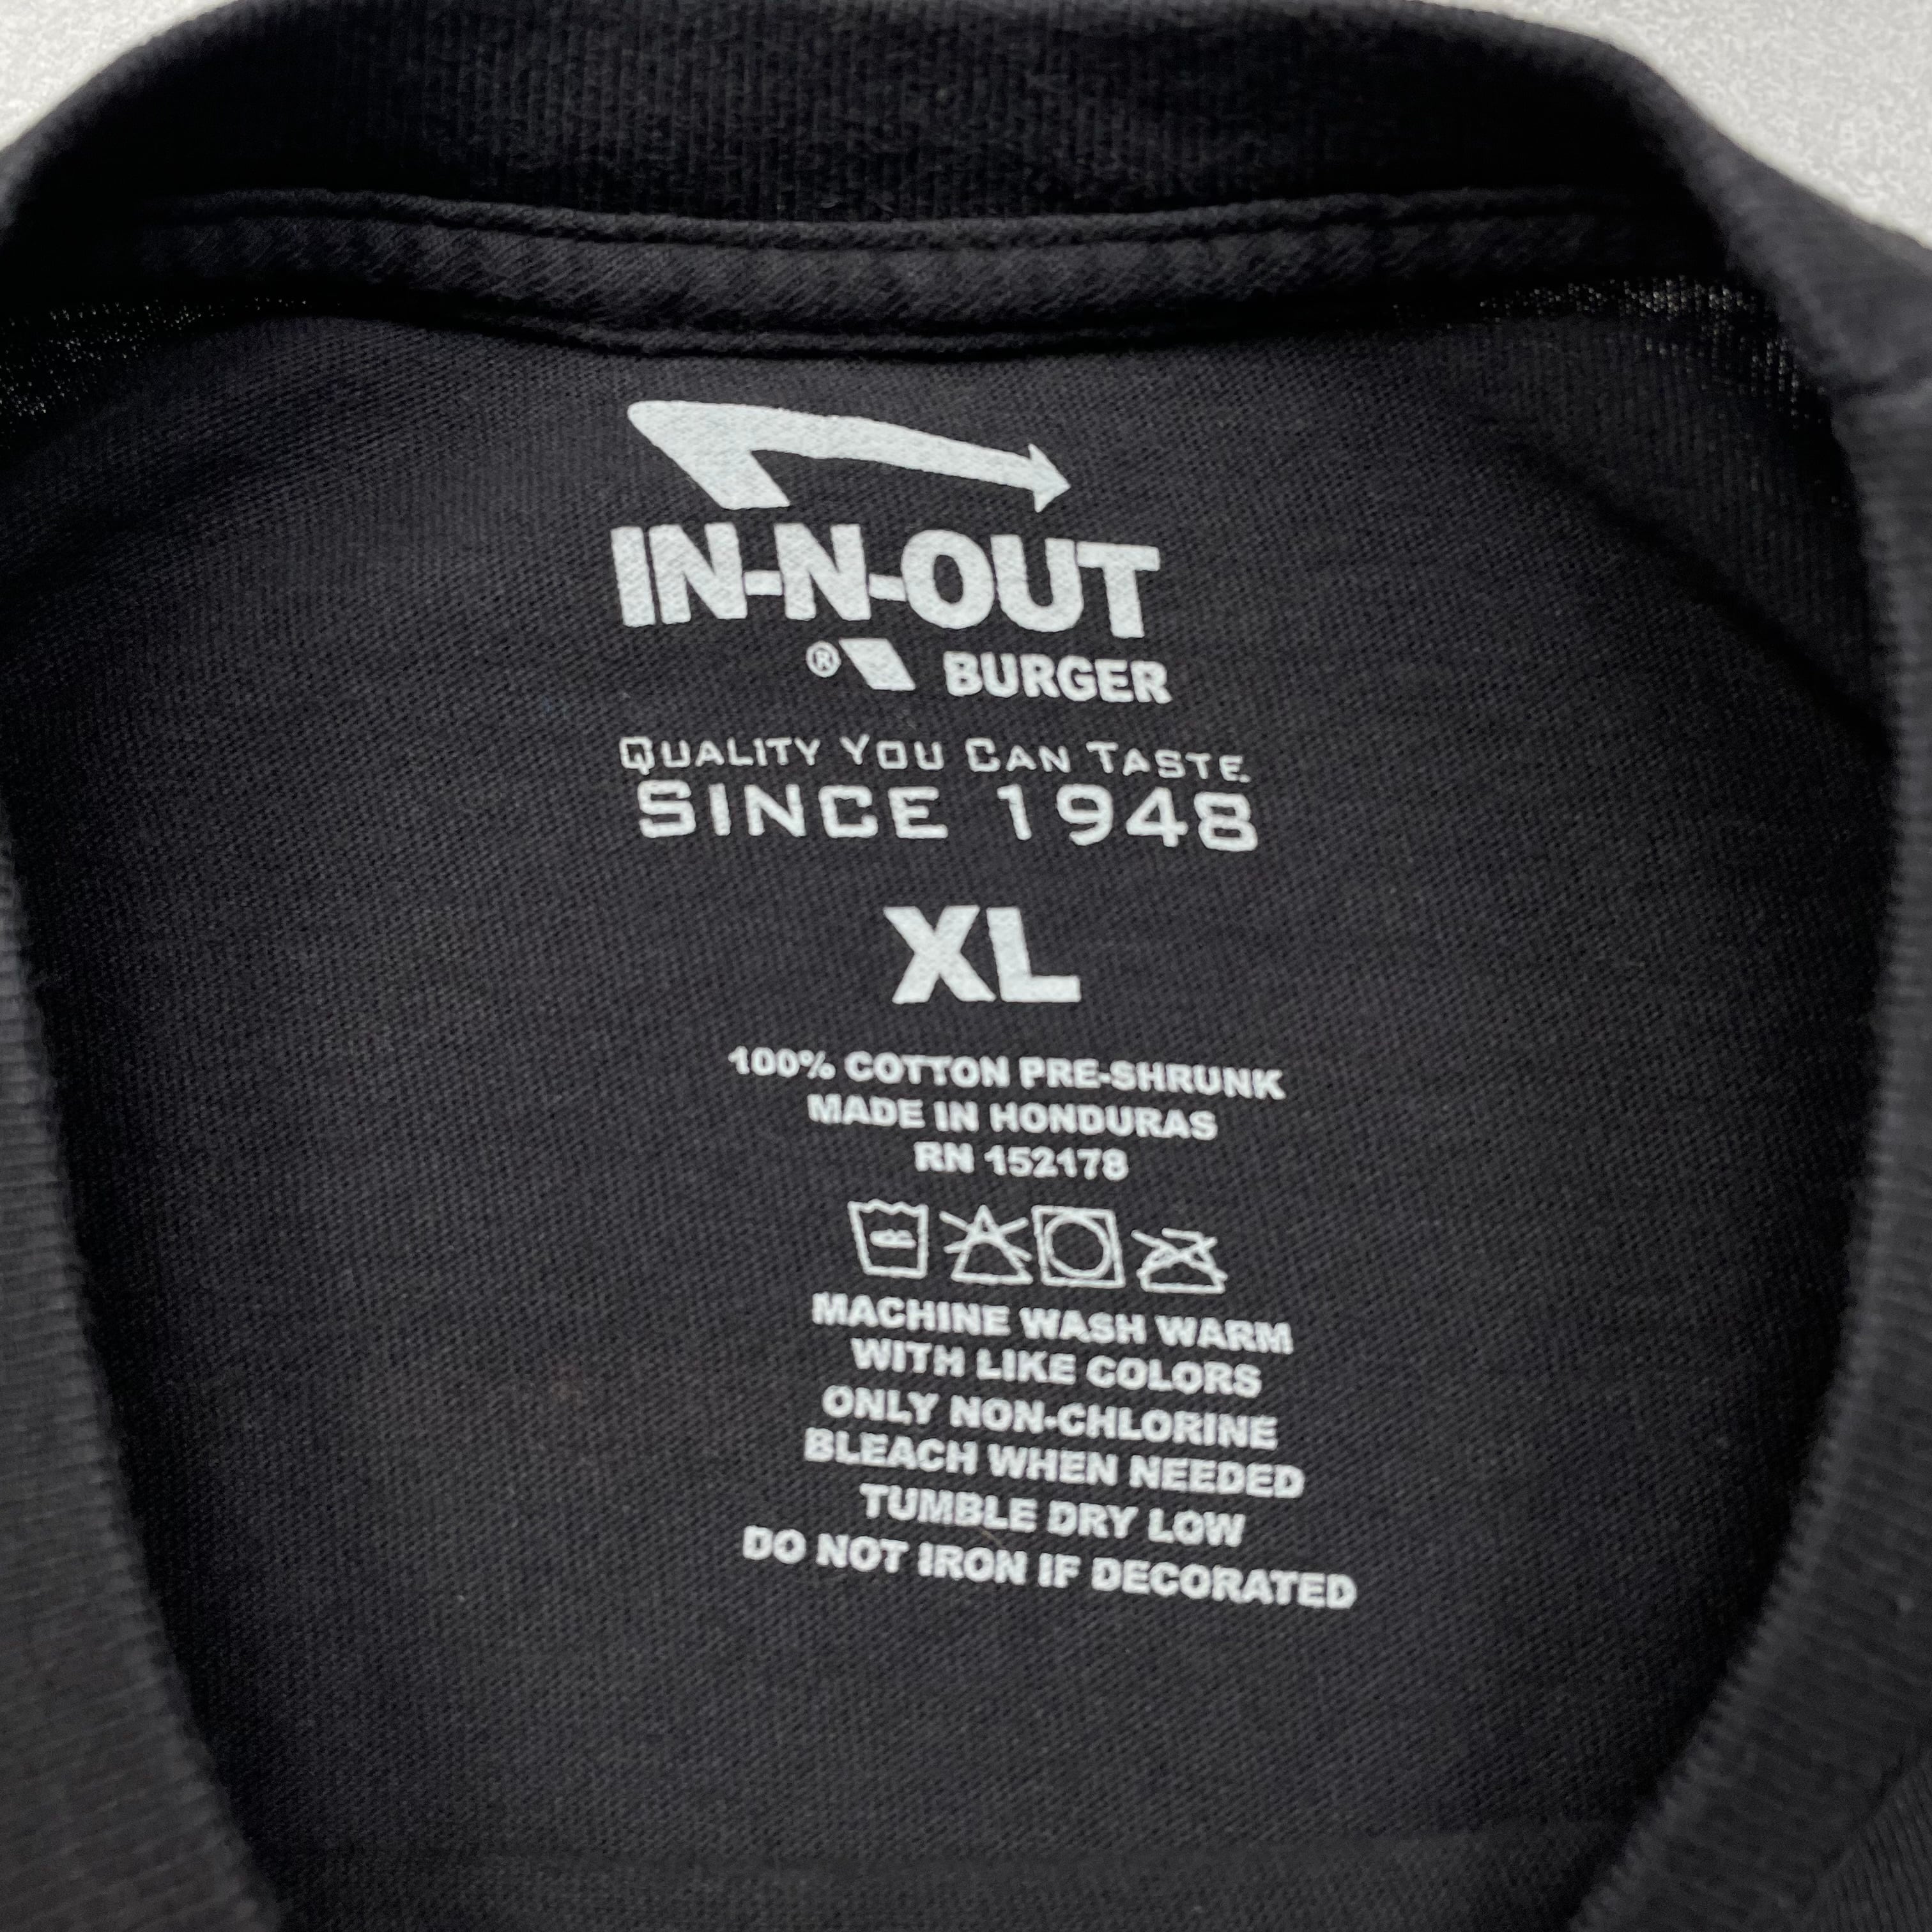 IN-N-OUT
® BURGER
QUALITY YOU CAN TASTE
SINCE 1948
XL
100% COTTON PRE-SHRUNK
MADE IN HONDURAS
RN 152178
MACHINE WASH WARM
WITH LIKE COLORS
ONLY NON-CHLORINE
BLEACH WHEN NEEDED
TUMBLE DRY LOW
DO NOT IRON IF DECORATED